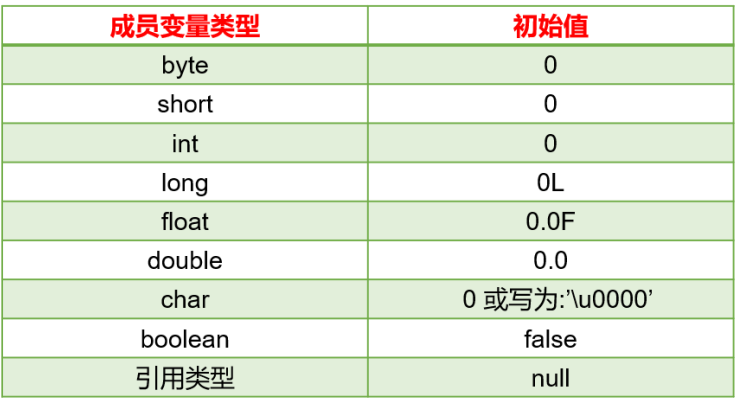 成员变量类型 初始值
byte 0
short 0
int 0
long 0L
float 0.0F
double 0.0
char 0 或写为:’\u0000’
boolean false
引用类型 null